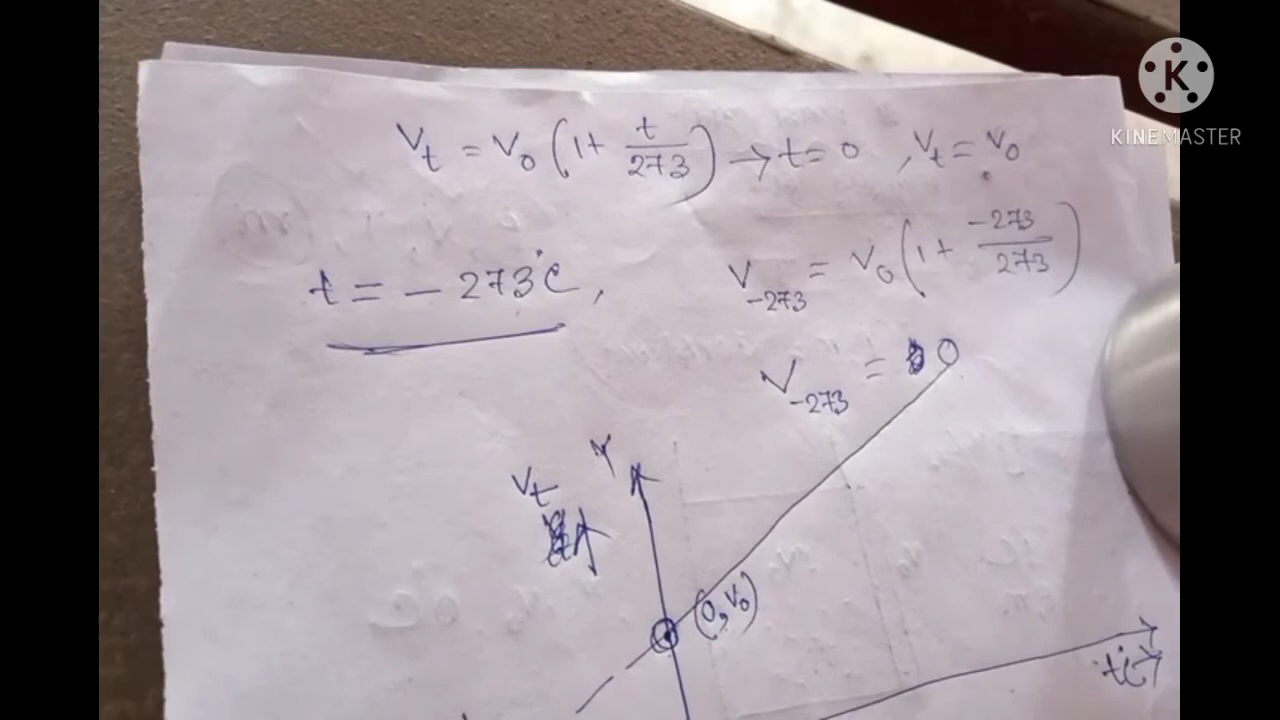 K
KINEMASTER
Vt = V0 (1 + t/273) → t = 0 , Vt = V0
t = – 273°C ,
V-273 = V0 (1 + -273/273)
V-273 = 0
Y
Vt
(0, V0)